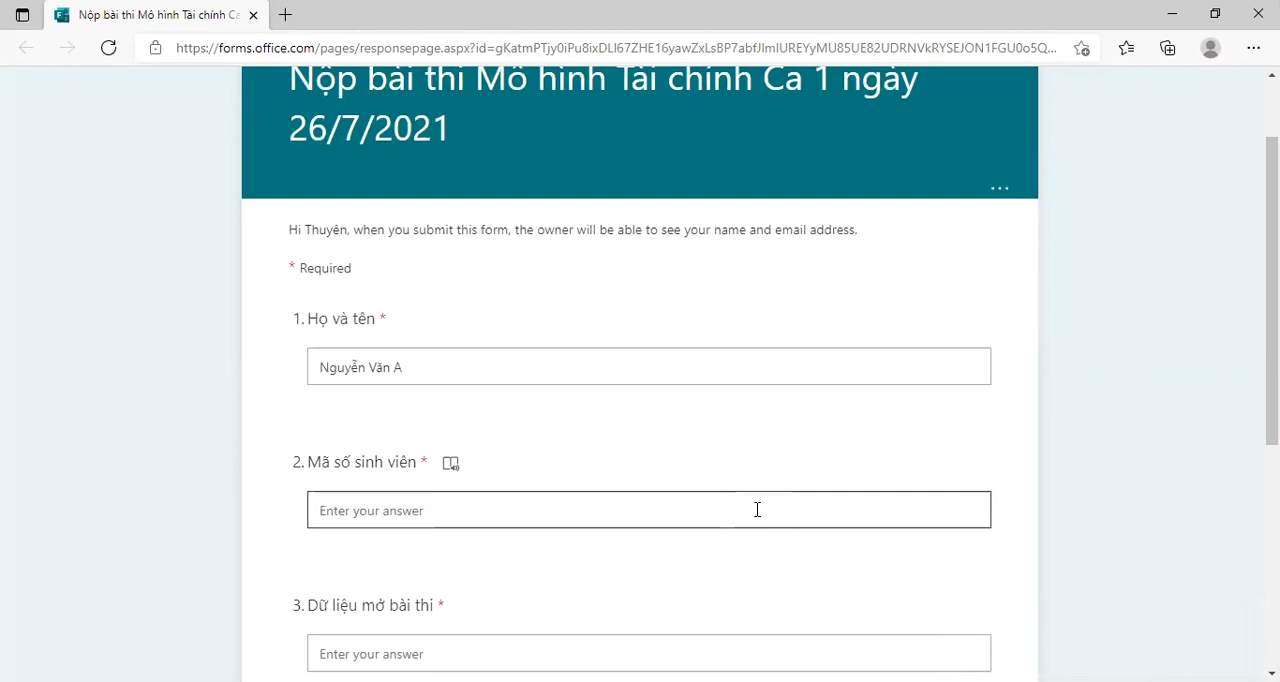 Nộp bài thi Mô hình Tài chính Ca
https://forms.office.com/pages/responsepage.aspx?id=gKatmPTjy0iPu8ixDLI67ZHE16yawZxLs8P7abfJImlUREYyMU85UE82UDRNVkRYSEJON1FGU0o5Q...
Nộp bài thi Mô hình Tài chính Ca 1 ngày
26/7/2021
...
Hi Thuyên, when you submit this form, the owner will be able to see your name and email address.
* Required
1. Họ và tên *
Nguyễn Văn A
2. Mã số sinh viên *
Enter your answer
3. Dữ liệu mở bài thi *
Enter your answer